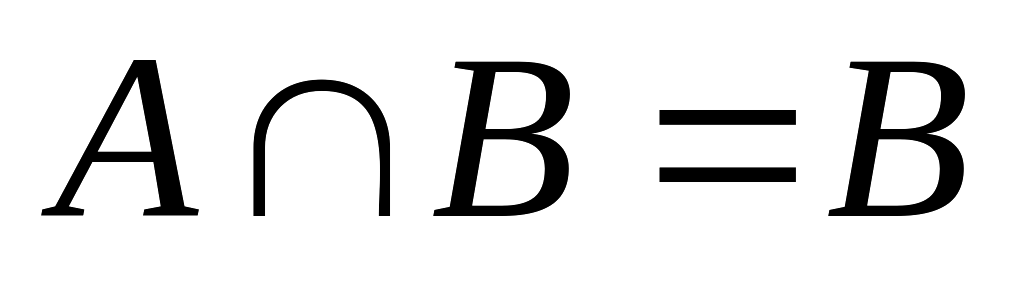 A ∩ B = B